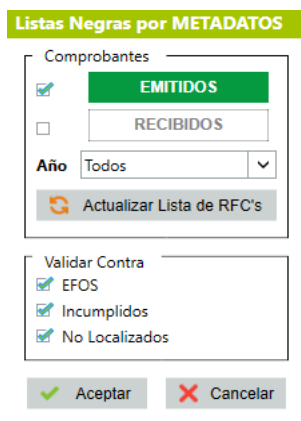 Listas Negras por METADATOS
Comprobantes
EMITIDOS
RECIBIDOS
Año Todos
Actualizar Lista de RFC's
Validar Contra
EFOS
Incumplidos
No Localizados
Aceptar Cancelar